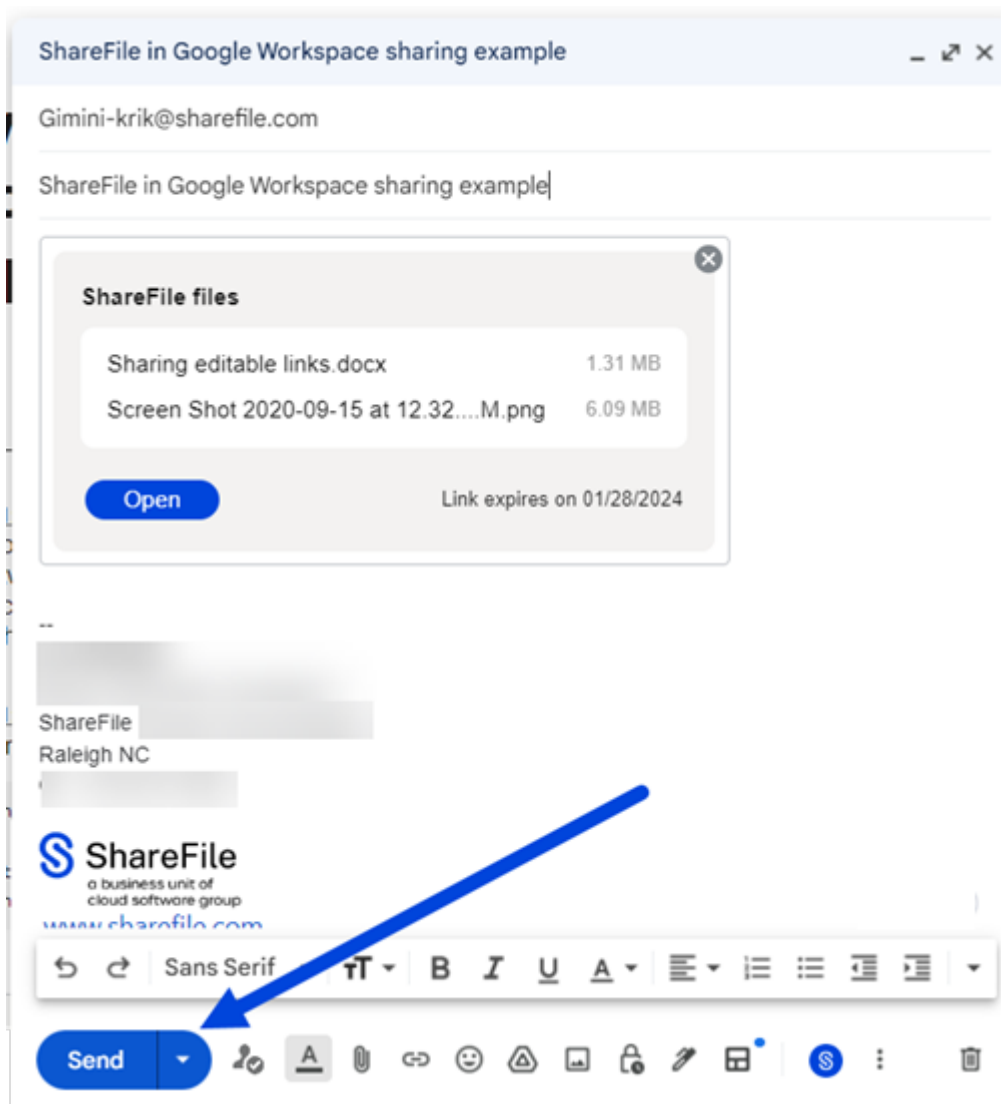 ShareFile in Google Workspace sharing example
Gimini-krik@sharefile.com
ShareFile in Google Workspace sharing example
ShareFile files
Sharing editable links.docx 1.31 MB
Screen Shot 2020-09-15 at 12.32....M.png 6.09 MB
Open Link expires on 01/28/2024
--
ShareFile
Raleigh NC
ShareFile
a business unit of
cloud software group
www.sharefile.com
Sans Serif
Send